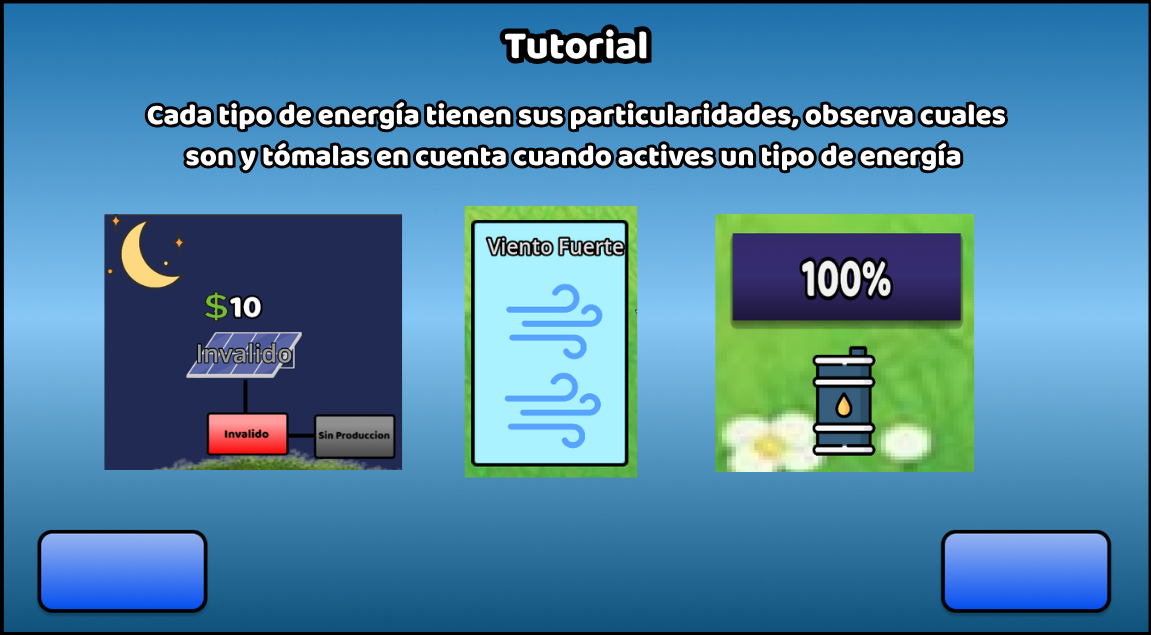 Tutorial
Cada tipo de energía tienen sus particularidades, observa cuales
son y tómalas en cuenta cuando actives un tipo de energía
$10
Invalido
Invalido
Sin Produccion
Viento Fuerte
100%